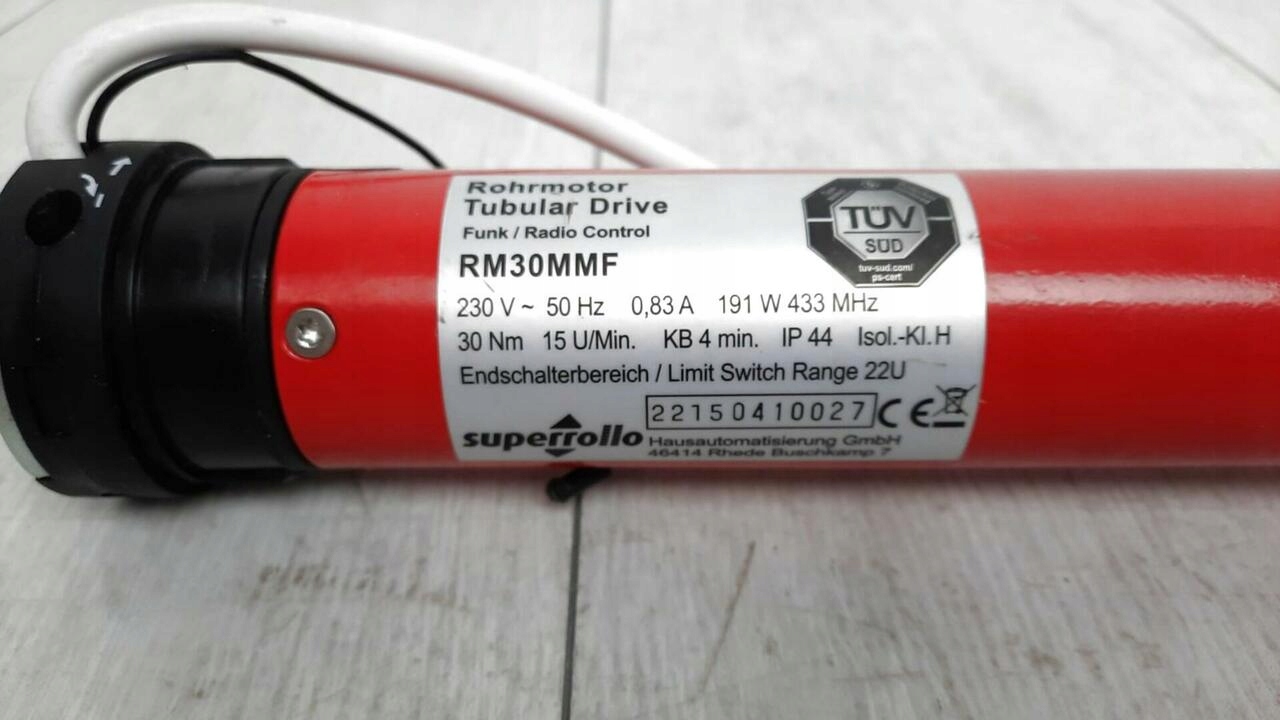 Rohrmotor
Tubular Drive
Funk / Radio Control
RM30MMF
230 V ~ 50 Hz 0,83 A 191 W 433 MHz
30 Nm 15 U/Min. KB 4 min. IP 44 Isol.-Kl. H
Endschalterbereich / Limit Switch Range 22U
22150410027 CE
superrollo Hausautomatisierung GmbH
46414 Rhede Buschkamp 7
TÜV
SÜD
tuv-sud.com/
ps-cert